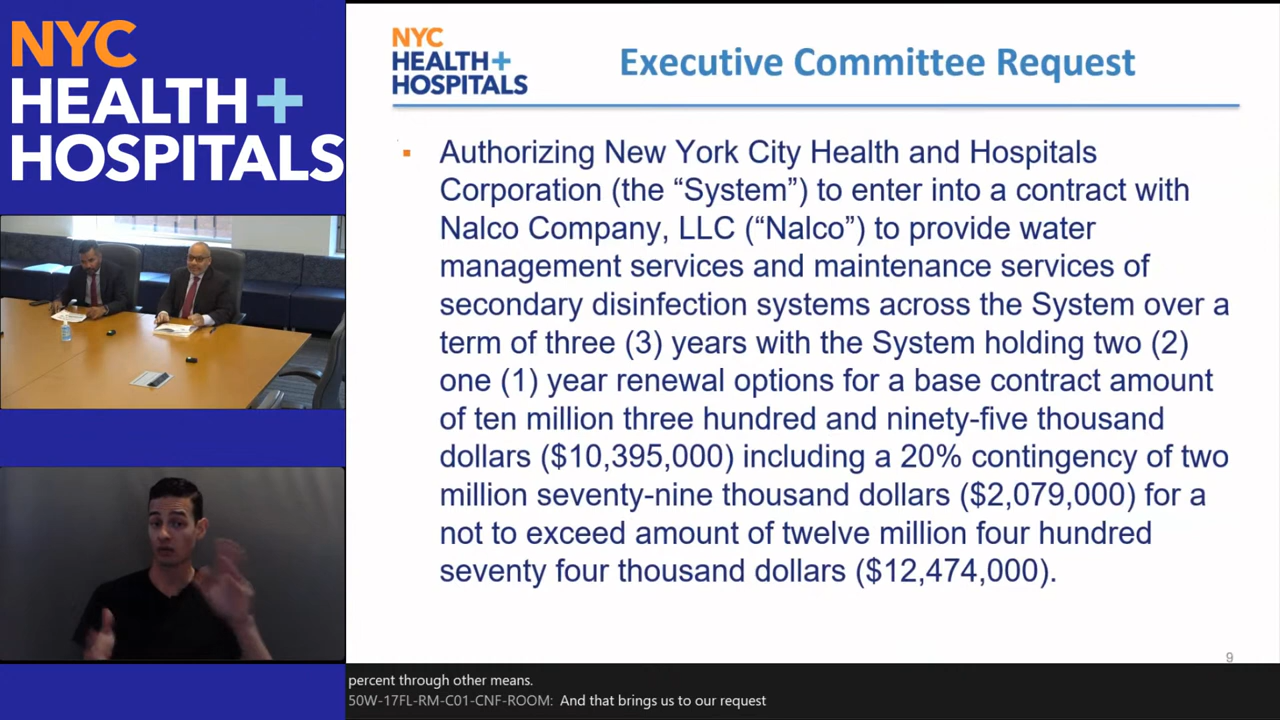 NYC
HEALTH+
HOSPITALS
NYC
HEALTH+
HOSPITALS
Executive Committee Request
▪ Authorizing New York City Health and Hospitals
Corporation (the “System”) to enter into a contract with
Nalco Company, LLC (“Nalco”) to provide water
management services and maintenance services of
secondary disinfection systems across the System over a
term of three (3) years with the System holding two (2)
one (1) year renewal options for a base contract amount
of ten million three hundred and ninety-five thousand
dollars ($10,395,000) including a 20% contingency of two
million seventy-nine thousand dollars ($2,079,000) for a
not to exceed amount of twelve million four hundred
seventy four thousand dollars ($12,474,000).
9
percent through other means.
50W-17FL-RM-C01-CNF-ROOM: And that brings us to our request